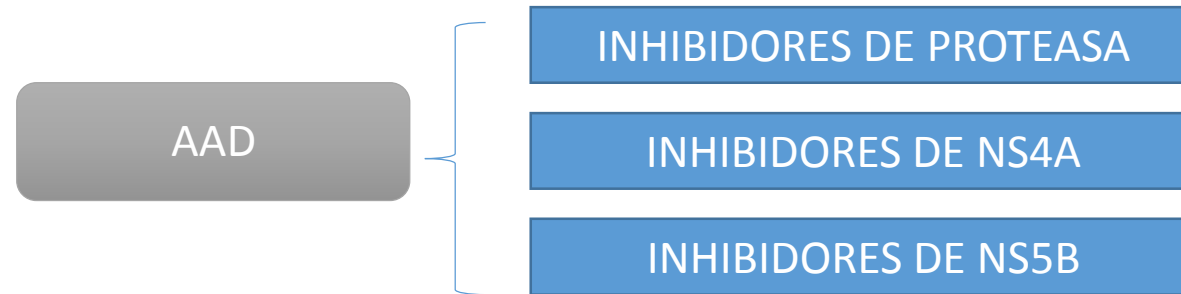 INHIBIDORES DE PROTEASA
AAD
INHIBIDORES DE NS4A
INHIBIDORES DE NS5B